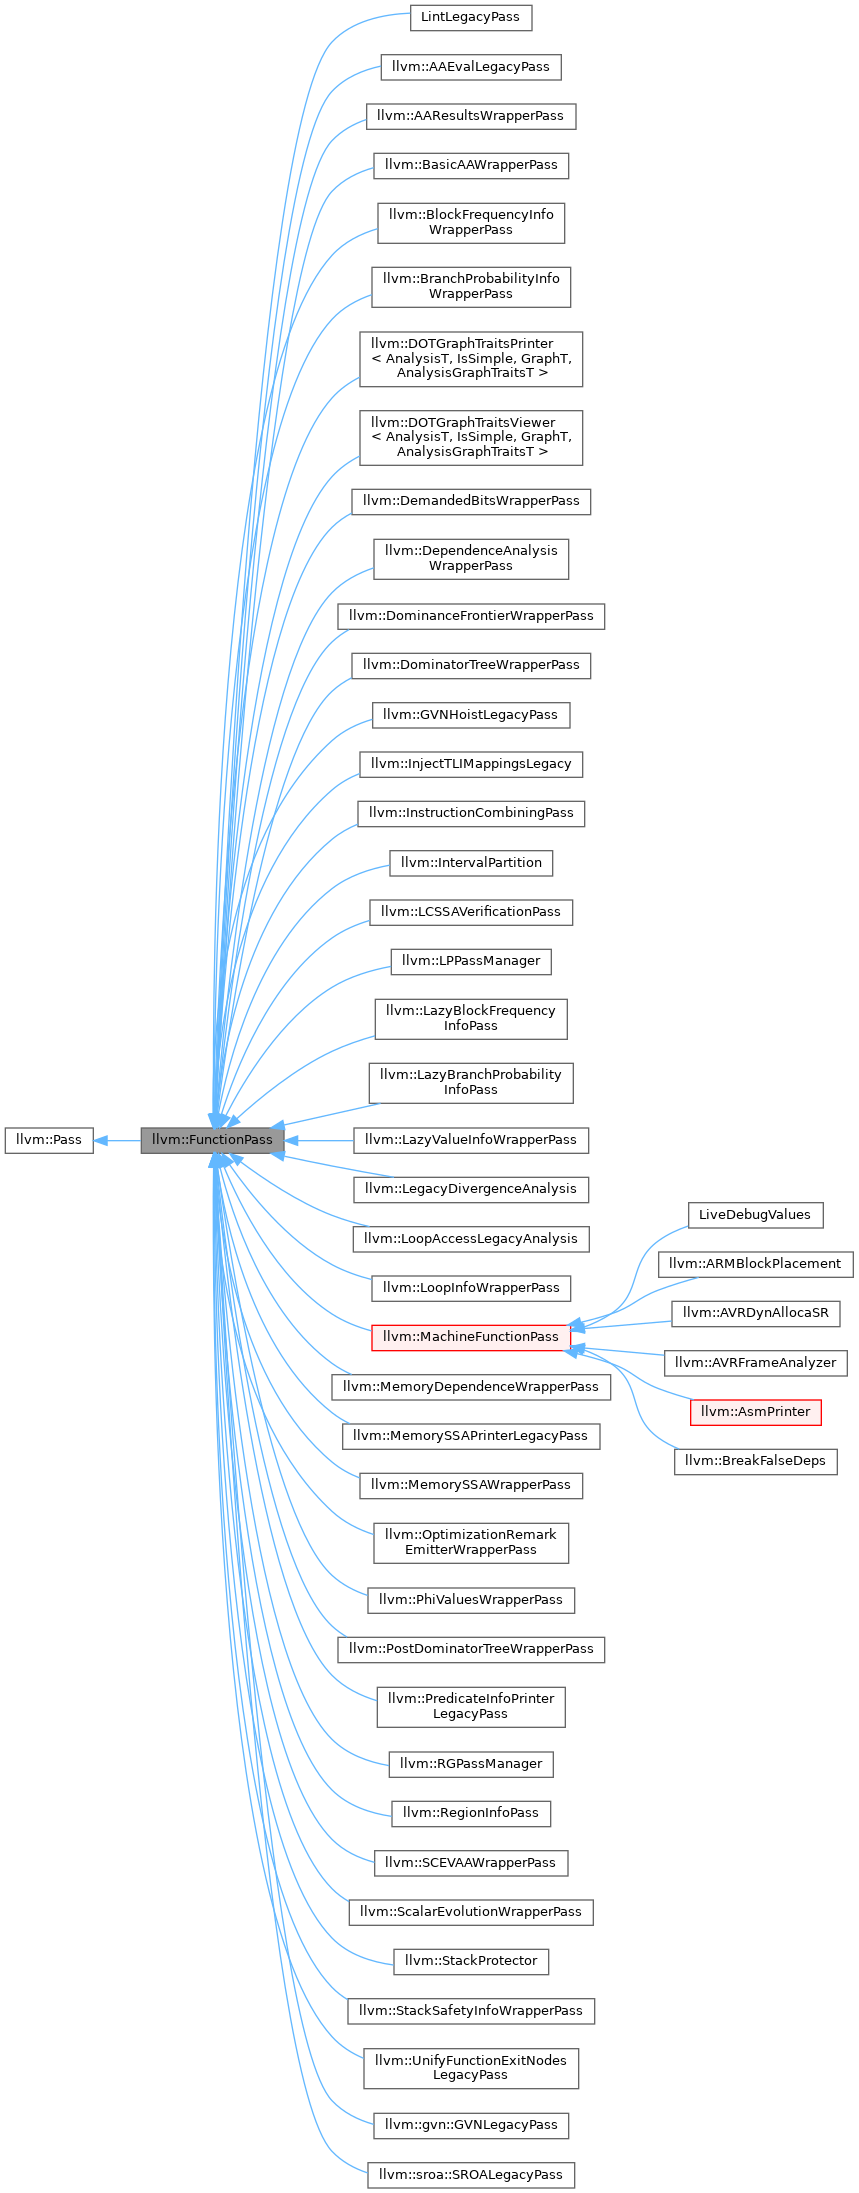 LintLegacyPass
llvm::AAEvalLegacyPass
llvm::AAResultsWrapperPass
llvm::BasicAAWrapperPass
llvm::BlockFrequencyInfo
WrapperPass
llvm::BranchProbabilityInfo
WrapperPass
llvm::DOTGraphTraitsPrinter
< AnalysisT, IsSimple, GraphT,
AnalysisGraphTraitsT >
llvm::DOTGraphTraitsViewer
< AnalysisT, IsSimple, GraphT,
AnalysisGraphTraitsT >
llvm::DemandedBitsWrapperPass
llvm::DependenceAnalysis
WrapperPass
llvm::DominanceFrontierWrapperPass
llvm::DominatorTreeWrapperPass
llvm::GVNHoistLegacyPass
llvm::InjectTLIMappingsLegacy
llvm::InstructionCombiningPass
llvm::IntervalPartition
llvm::LCSSAVerificationPass
llvm::LPPassManager
llvm::LazyBlockFrequency
InfoPass
llvm::LazyBranchProbability
InfoPass
llvm::Pass
llvm::FunctionPass
llvm::LazyValueInfoWrapperPass
llvm::LegacyDivergenceAnalysis
llvm::LoopAccessLegacyAnalysis
llvm::LoopInfoWrapperPass
llvm::MachineFunctionPass
LiveDebugValues
llvm::ARMBlockPlacement
llvm::AVRDynAllocaSR
llvm::AVRFrameAnalyzer
llvm::AsmPrinter
llvm::BreakFalseDeps
llvm::MemoryDependenceWrapperPass
llvm::MemorySSAPrinterLegacyPass
llvm::MemorySSAWrapperPass
llvm::OptimizationRemark
EmitterWrapperPass
llvm::PhiValuesWrapperPass
llvm::PostDominatorTreeWrapperPass
llvm::PredicateInfoPrinter
LegacyPass
llvm::RGPassManager
llvm::RegionInfoPass
llvm::SCEVAAWrapperPass
llvm::ScalarEvolutionWrapperPass
llvm::StackProtector
llvm::StackSafetyInfoWrapperPass
llvm::UnifyFunctionExitNodes
LegacyPass
llvm::gvn::GVNLegacyPass
llvm::sroa::SROALegacyPass